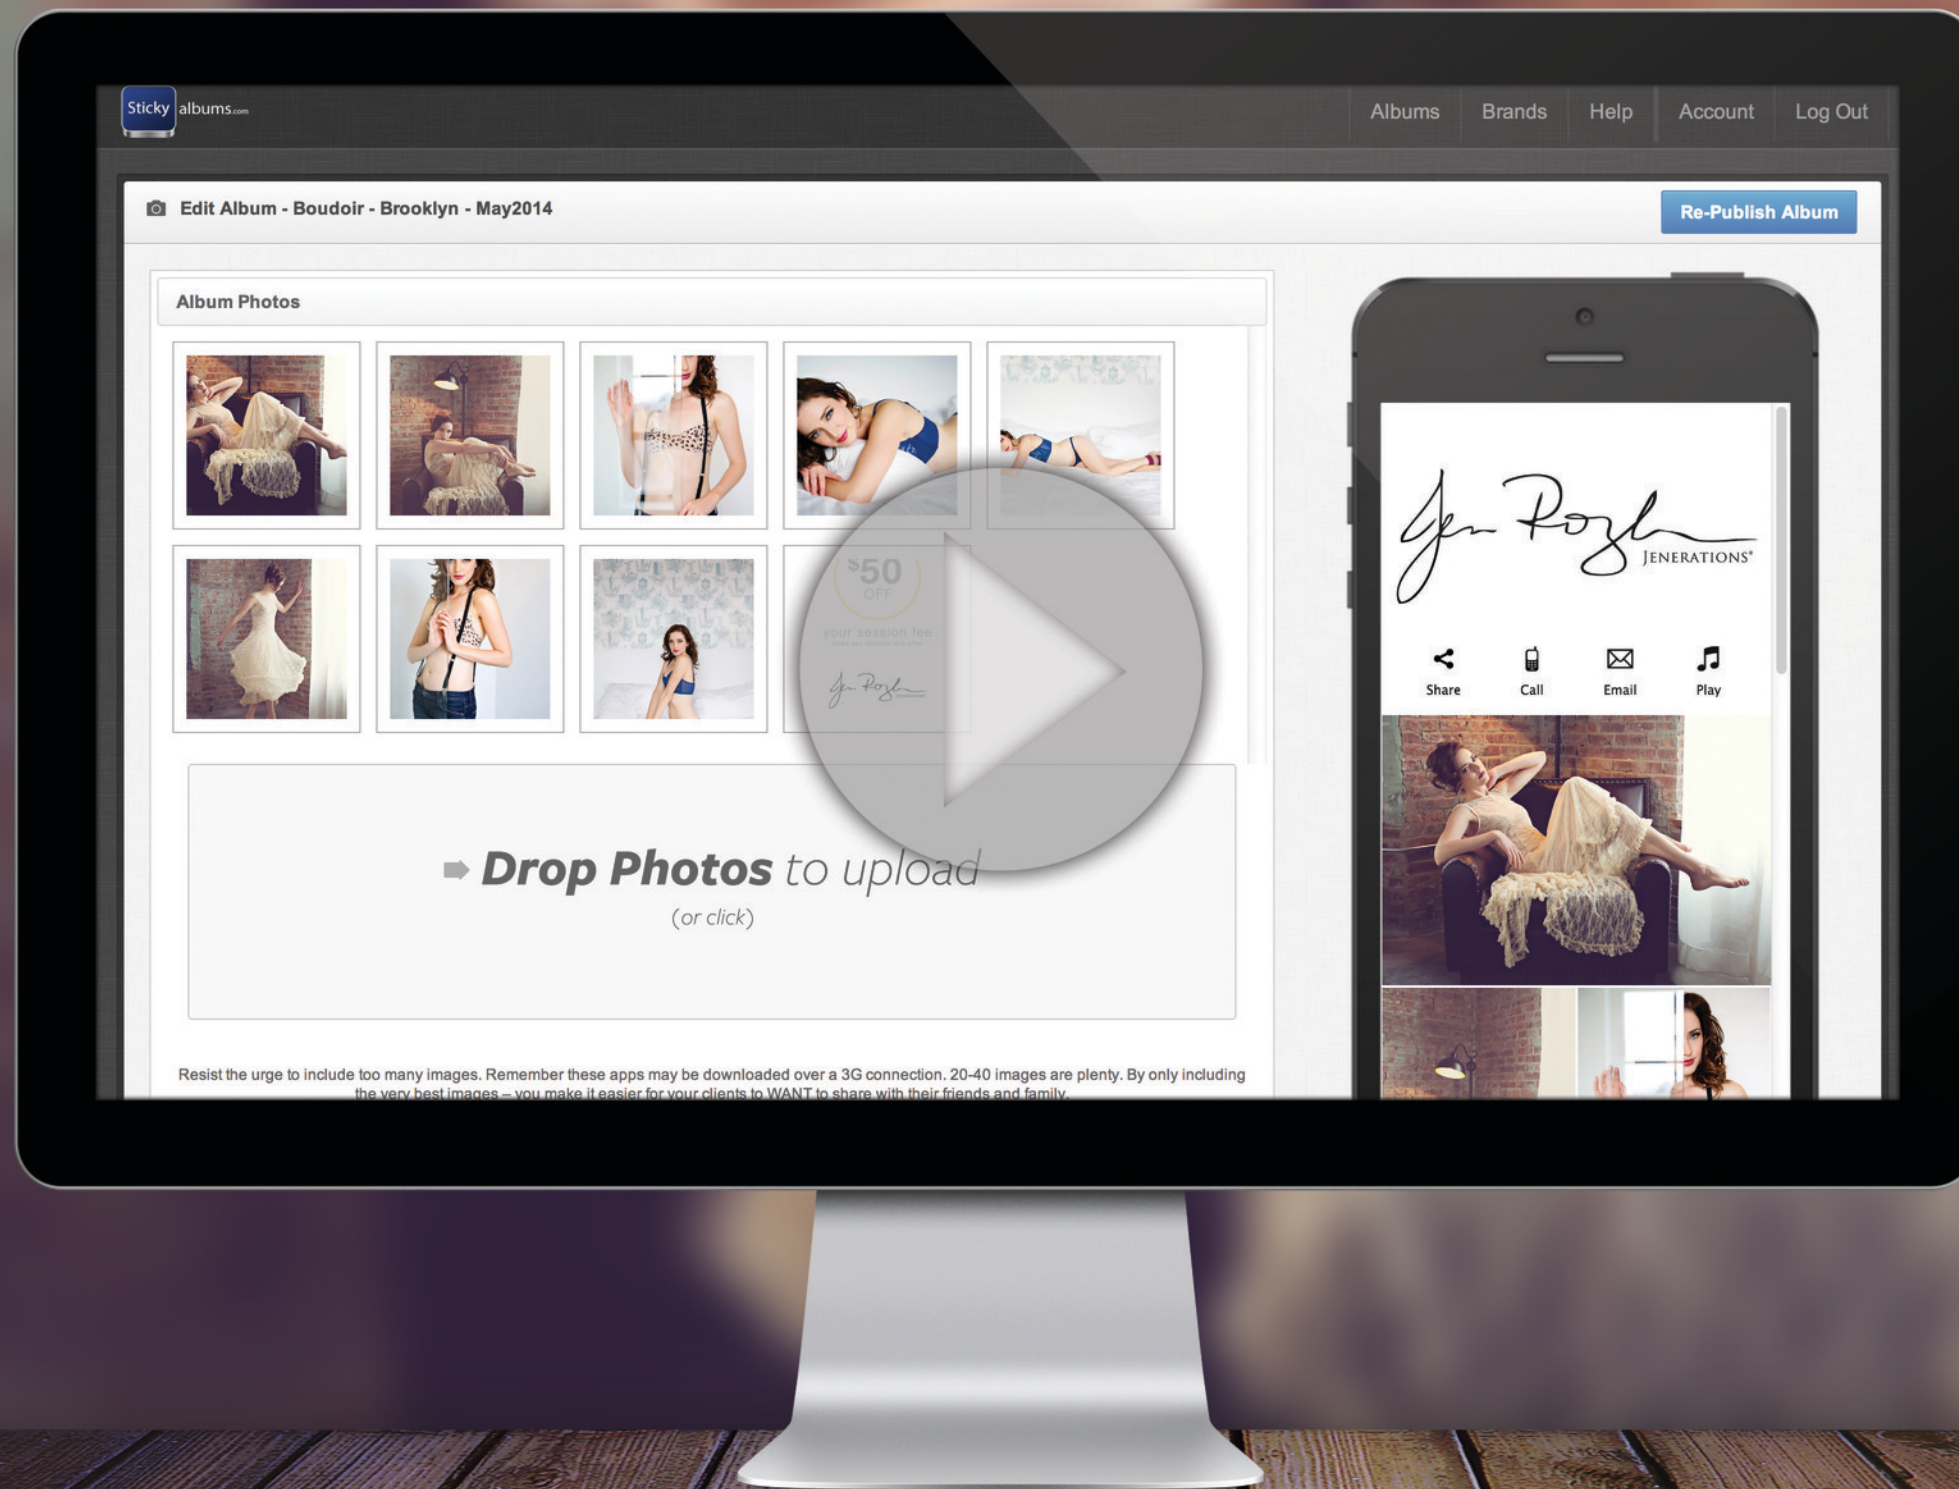 Sticky albums.com
Albums Brands Help Account Log Out
Edit Album - Boudoir - Brooklyn - May2014
Re-Publish Album
Album Photos
$50
OFF
your session fee
Jen Rozh
Drop Photos to upload
(or click)
Resist the urge to include too many images. Remember these apps may be downloaded over a 3G connection. 20-40 images are plenty. By only including
the very best images – you make it easier for your clients to WANT to share with their friends and family.
Jen Rozh
JENERATIONS®
Share Call Email Play